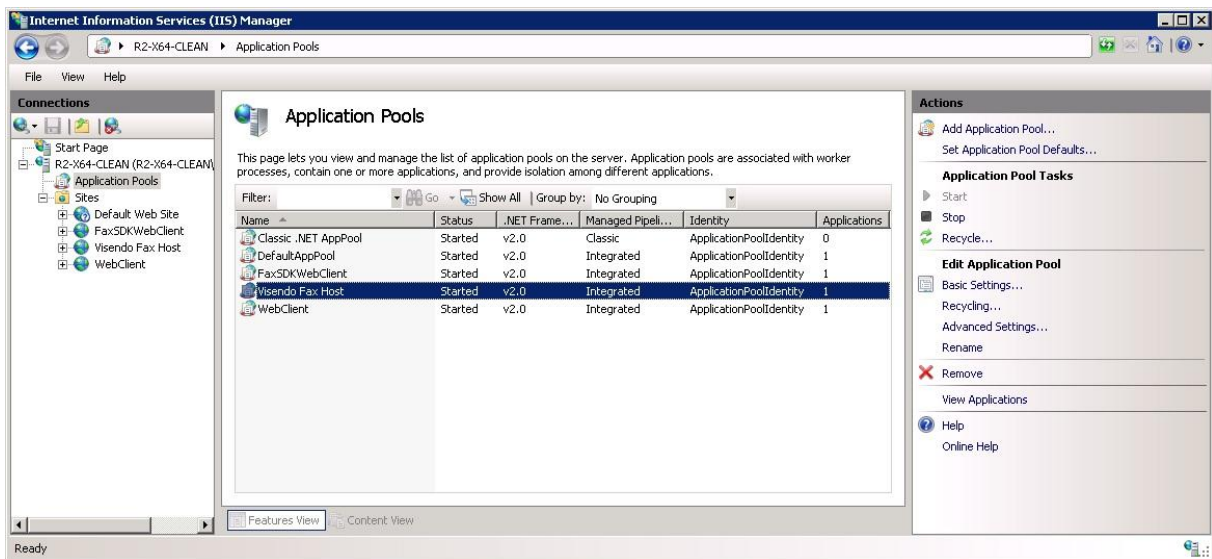 Internet Information Services (IIS) Manager
R2-X64-CLEAN Application Pools
File View Help
Connections
Start Page
R2-X64-CLEAN (R2-X64-CLEAN\
Application Pools
Sites
Default Web Site
FaxSDKWebClient
Visendo Fax Host
WebClient
Application Pools
This page lets you view and manage the list of application pools on the server. Application pools are associated with worker
processes, contain one or more applications, and provide isolation among different applications.
Filter: Go Show All Group by: No Grouping
Name Status .NET Frame... Managed Pipeli... Identity Applications
Classic .NET AppPool Started v2.0 Classic ApplicationPoolIdentity 0
DefaultAppPool Started v2.0 Integrated ApplicationPoolIdentity 1
FaxSDKWebClient Started v2.0 Integrated ApplicationPoolIdentity 1
Visendo Fax Host Started v2.0 Integrated ApplicationPoolIdentity 1
WebClient Started v2.0 Integrated ApplicationPoolIdentity 1
Features View Content View
Actions
Add Application Pool...
Set Application Pool Defaults...
Application Pool Tasks
Start
Stop
Recycle...
Edit Application Pool
Basic Settings...
Recycling...
Advanced Settings...
Rename
Remove
View Applications
Help
Online Help
Ready